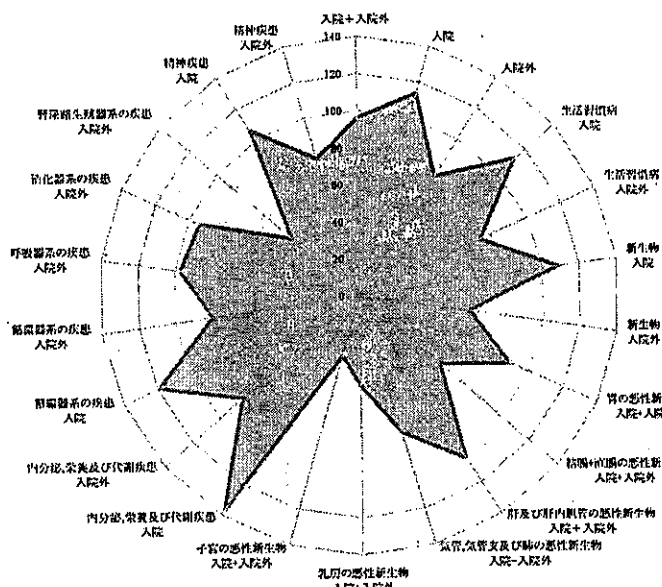 入院+入院外
入院
入院外
生活習慣病
入院
生活習慣病
入院外
新生物
入院
新生物
入院外
胃の悪性新
入院+入院
結腸+直腸の悪性新
入院+入院外
肝及び肝内胆管の悪性新生物
入院+入院外
気管,気管支及び肺の悪性新生物
入院+入院外
乳房の悪性新生物
入院+入院外
子宮の悪性新生物
入院+入院外
内分泌,栄養及び代謝疾患
入院
内分泌,栄養及び代謝疾患
入院外
循環器系の疾患
入院
循環器系の疾患
入院外
呼吸器系の疾患
入院外
消化器系の疾患
入院外
腎尿路生殖器系の疾患
入院外
精神疾患
入院
精神疾患
入院外
140
120
100
80
60
40
20
0